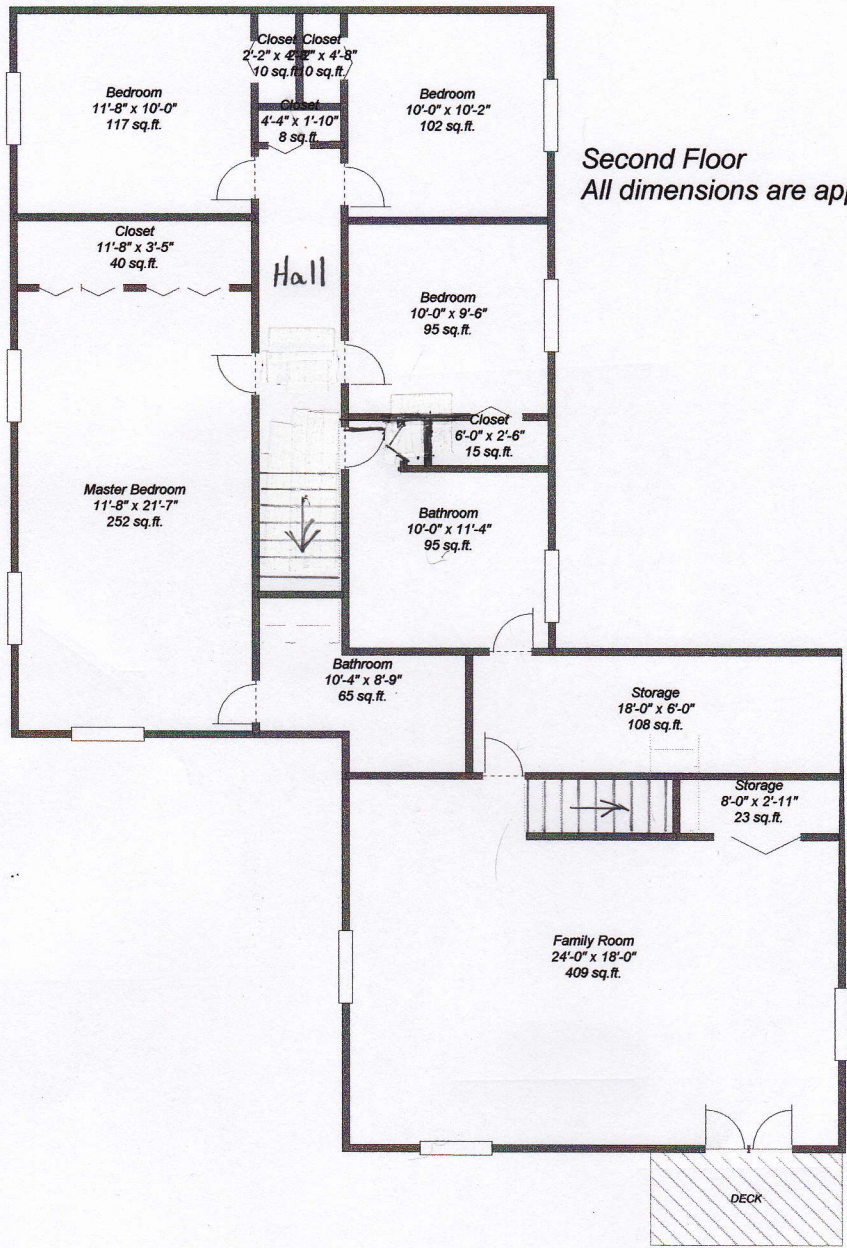 Closet
2'-2" x 4'-8"
10 sq.ft.
Closet
2'-2" x 4'-8"
10 sq.ft.
Bedroom
11'-8" x 10'-0"
117 sq.ft.
Closet
4'-4" x 1'-10"
8 sq.ft.
Bedroom
10'-0" x 10'-2"
102 sq.ft.
Second Floor
All dimensions are app
Closet
11'-8" x 3'-5"
40 sq.ft.
Hall
Bedroom
10'-0" x 9'-6"
95 sq.ft.
Closet
6'-0" x 2'-6"
15 sq.ft.
Master Bedroom
11'-8" x 21'-7"
252 sq.ft.
Bathroom
10'-0" x 11'-4"
95 sq.ft.
Bathroom
10'-4" x 8'-9"
65 sq.ft.
Storage
18'-0" x 6'-0"
108 sq.ft.
Storage
8'-0" x 2'-11"
23 sq.ft.
Family Room
24'-0" x 18'-0"
409 sq.ft.
DECK